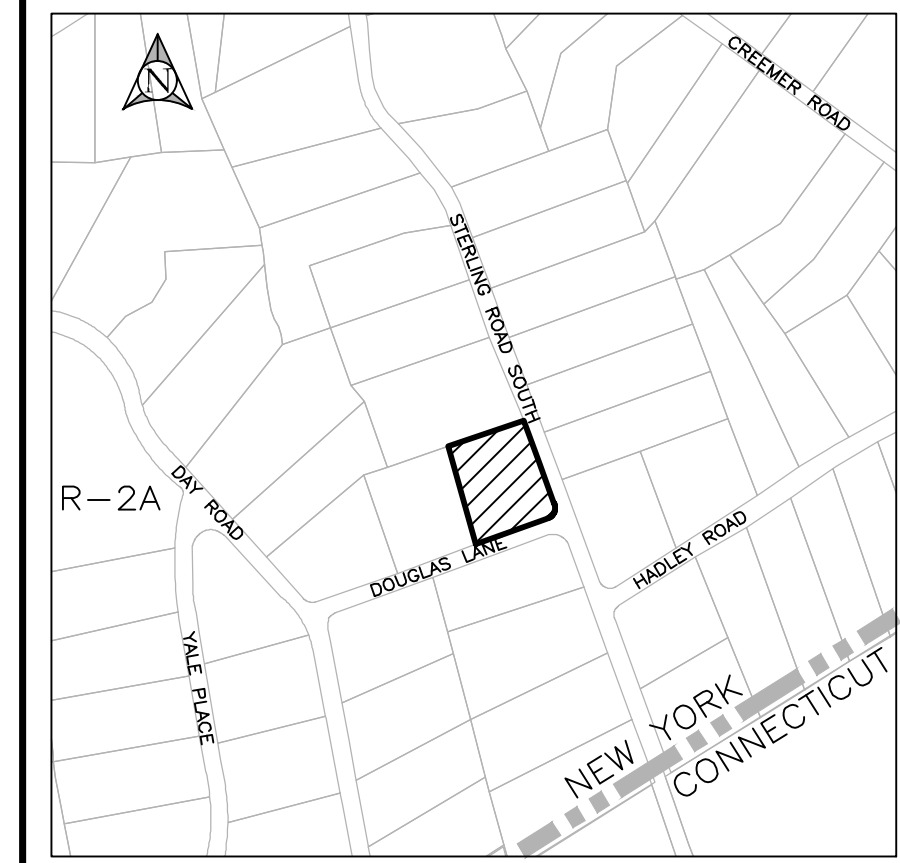 N
CREEMER ROAD
STERLING ROAD SOUTH
DAY ROAD
R-2A
DOUGLAS LANE
HADLEY ROAD
YALE PLACE
NEW YORK
CONNECTICUT